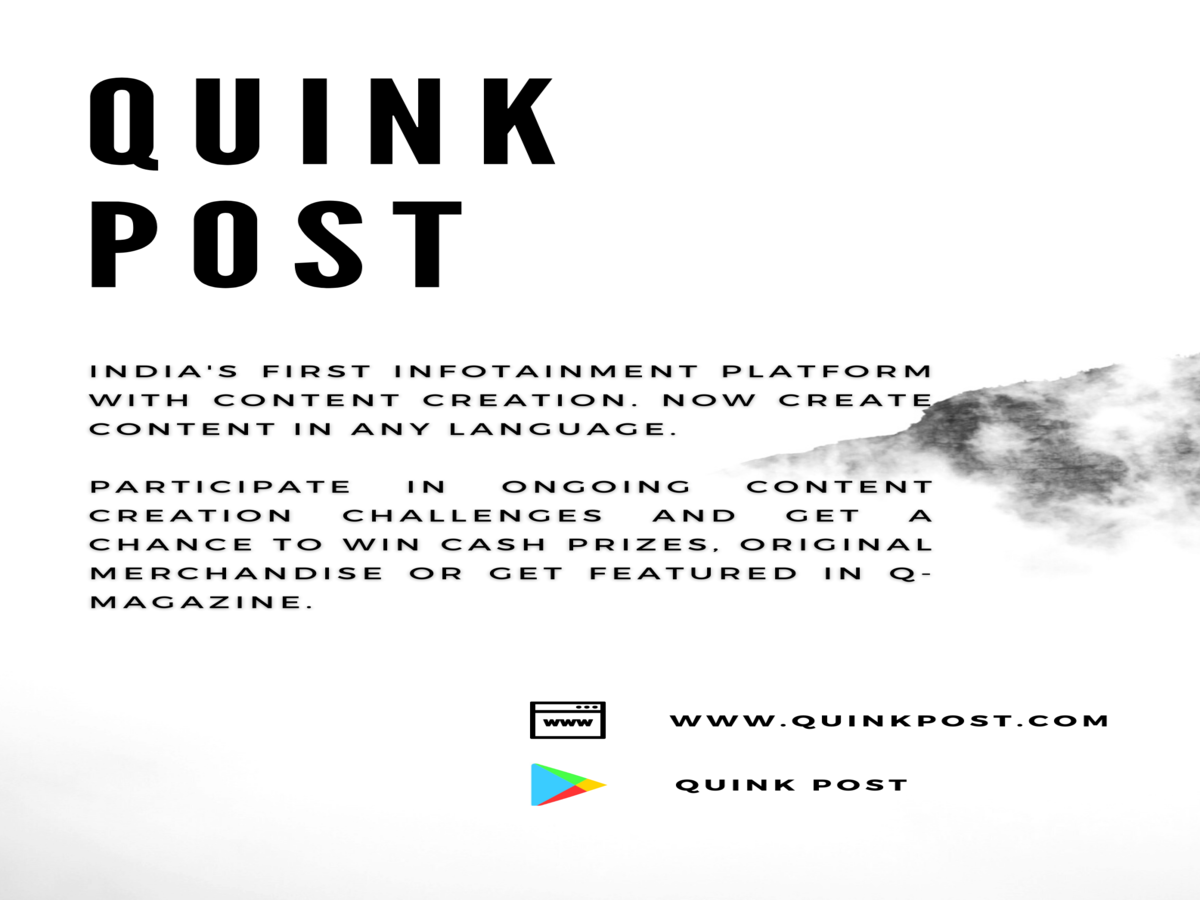 QUINK
POST
INDIA'S FIRST INFOTAINMENT PLATFORM
WITH CONTENT CREATION. NOW CREATE
CONTENT IN ANY LANGUAGE.
PARTICIPATE IN ONGOING CONTENT
CREATION CHALLENGES AND GET A
CHANCE TO WIN CASH PRIZES, ORIGINAL
MERCHANDISE OR GET FEATURED IN Q-
MAGAZINE.
www
WWW.QUINKPOST.COM
QUINK POST